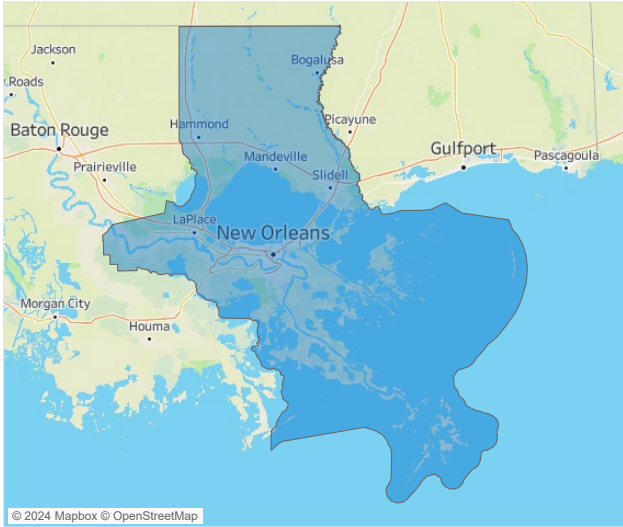 Jackson
Bogalusa
Roads
Picayune
Hammond
Baton Rouge
Gulfport
Mandeville
Pascagoula
Prairieville
Slidell
LaPlace
New Orleans
Morgan City
Houma
© 2024 Mapbox © OpenStreetMap